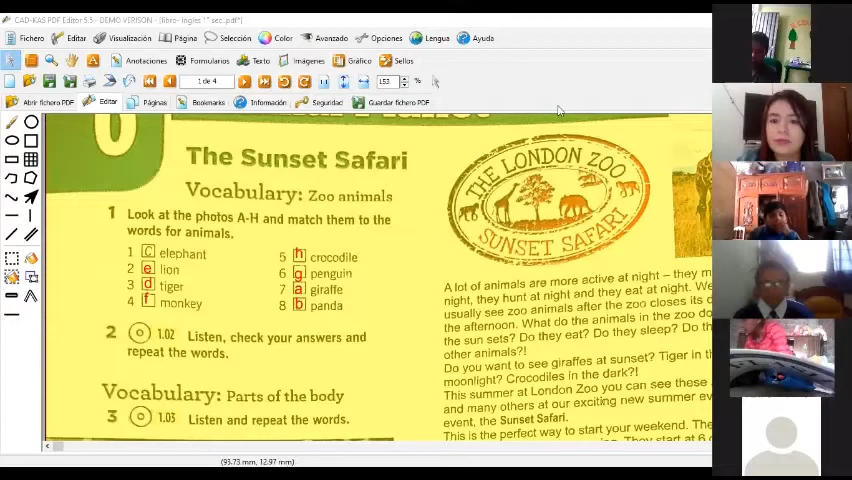 CAD-KAS PDF Editor 5.5 - DEMO VERISON - [libro- ingles 1° sec..pdf*]
Fichero Editar Visualización Página Selección Color Avanzado Opciones Lengua Ayuda
Anotaciones Formularios Texto Imágenes Gráfico Sellos
1 de 4 153 %
Abrir fichero PDF Editar Páginas Bookmarks Información Seguridad Guardar fichero PDF
6
The Sunset Safari
Vocabulary: Zoo animals
1 Look at the photos A-H and match them to the
words for animals.
1 C elephant
2 e lion
3 d tiger
4 f monkey
5 h crocodile
6 g penguin
7 a giraffe
8 b panda
2 1.02 Listen, check your answers and
repeat the words.
Vocabulary: Parts of the body
3 1.03 Listen and repeat the words.
THE LONDON ZOO
SUNSET SAFARI
A lot of animals are more active at night – they
night, they hunt at night and they eat at night. We
usually see zoo animals after the zoo closes its
the afternoon. What do the animals in the zoo do
the sun sets? Do they eat? Do they sleep? Do
other animals?!
Do you want to see giraffes at sunset? Tiger in
moonlight? Crocodiles in the dark?!
This summer at London Zoo you can see these
and many others at our exciting new summer
event, the Sunset Safari.
This is the perfect way to start your weekend.
They start at 6
(93.73 mm, 12.97 mm)